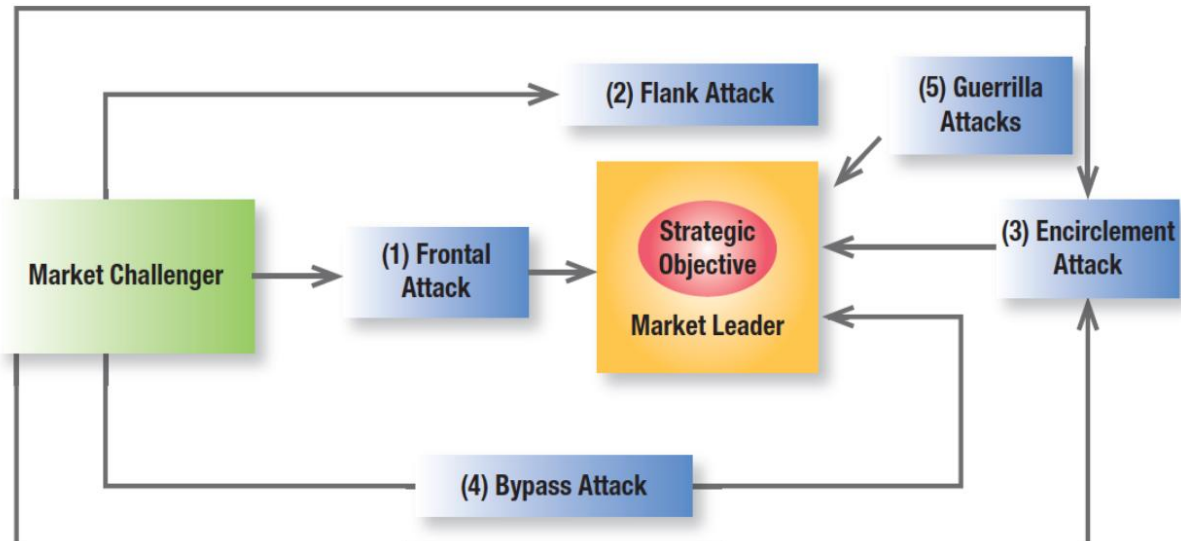 (2) Flank Attack
(5) Guerrilla
Attacks
Market Challenger
(1) Frontal
Attack
Strategic
Objective
Market Leader
(3) Encirclement
Attack
(4) Bypass Attack